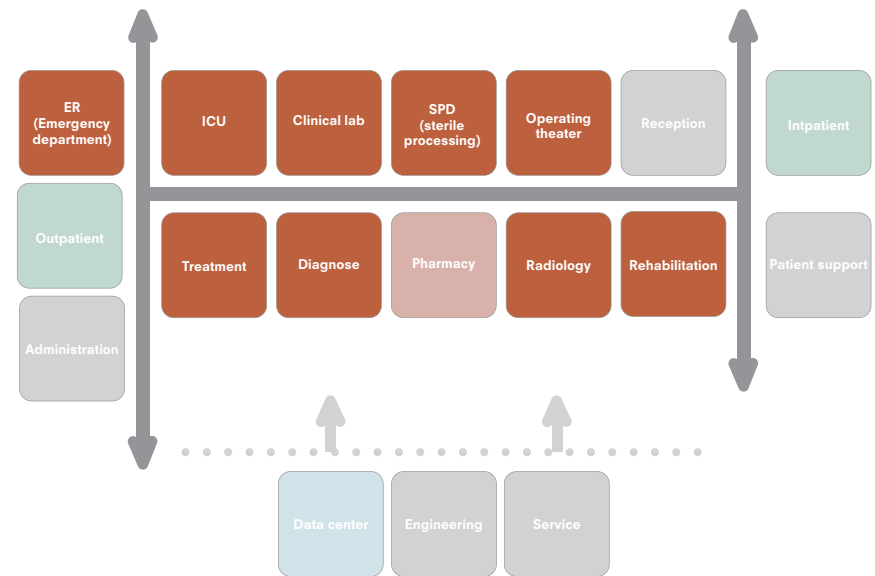 ER
(Emergency
department)
ICU
Clinical lab
SPD
(sterile
processing)
Operating
theater
Reception
Intpatient
Outpatient
Treatment
Diagnose
Pharmacy
Radiology
Rehabilitation
Patient support
Administration
Data center
Engineering
Service